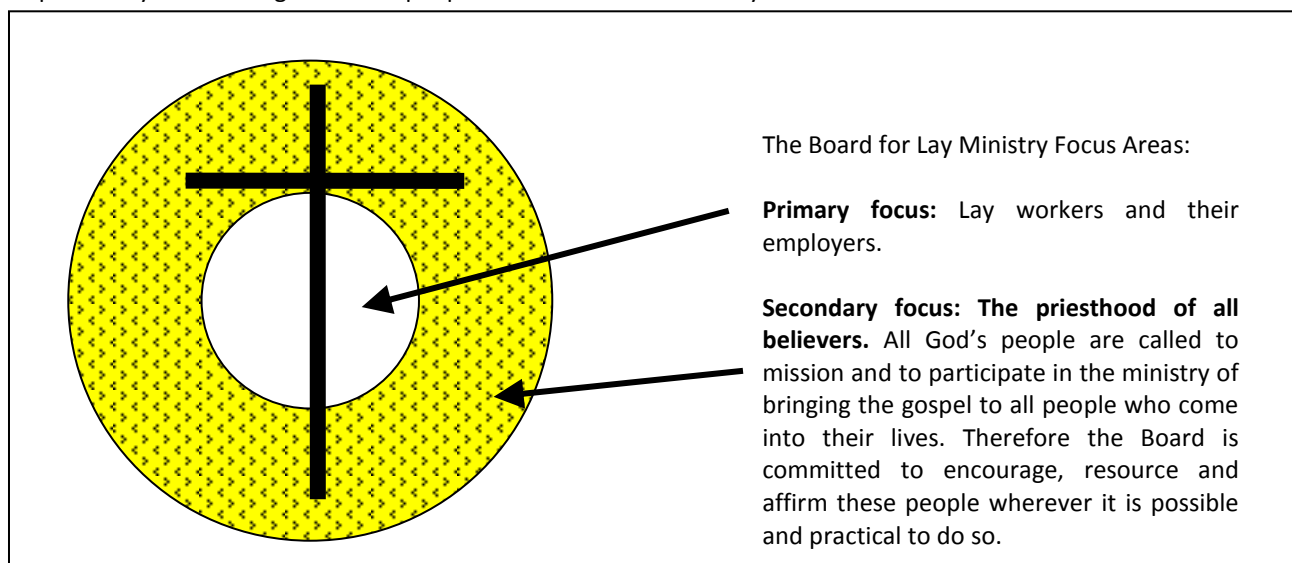 The Board for Lay Ministry Focus Areas:
Primary focus: Lay workers and their
employers.
Secondary focus: The priesthood of all
believers. All God’s people are called to
mission and to participate in the ministry of
bringing the gospel to all people who come
into their lives. Therefore the Board is
committed to encourage, resource and
affirm these people wherever it is possible
and practical to do so.